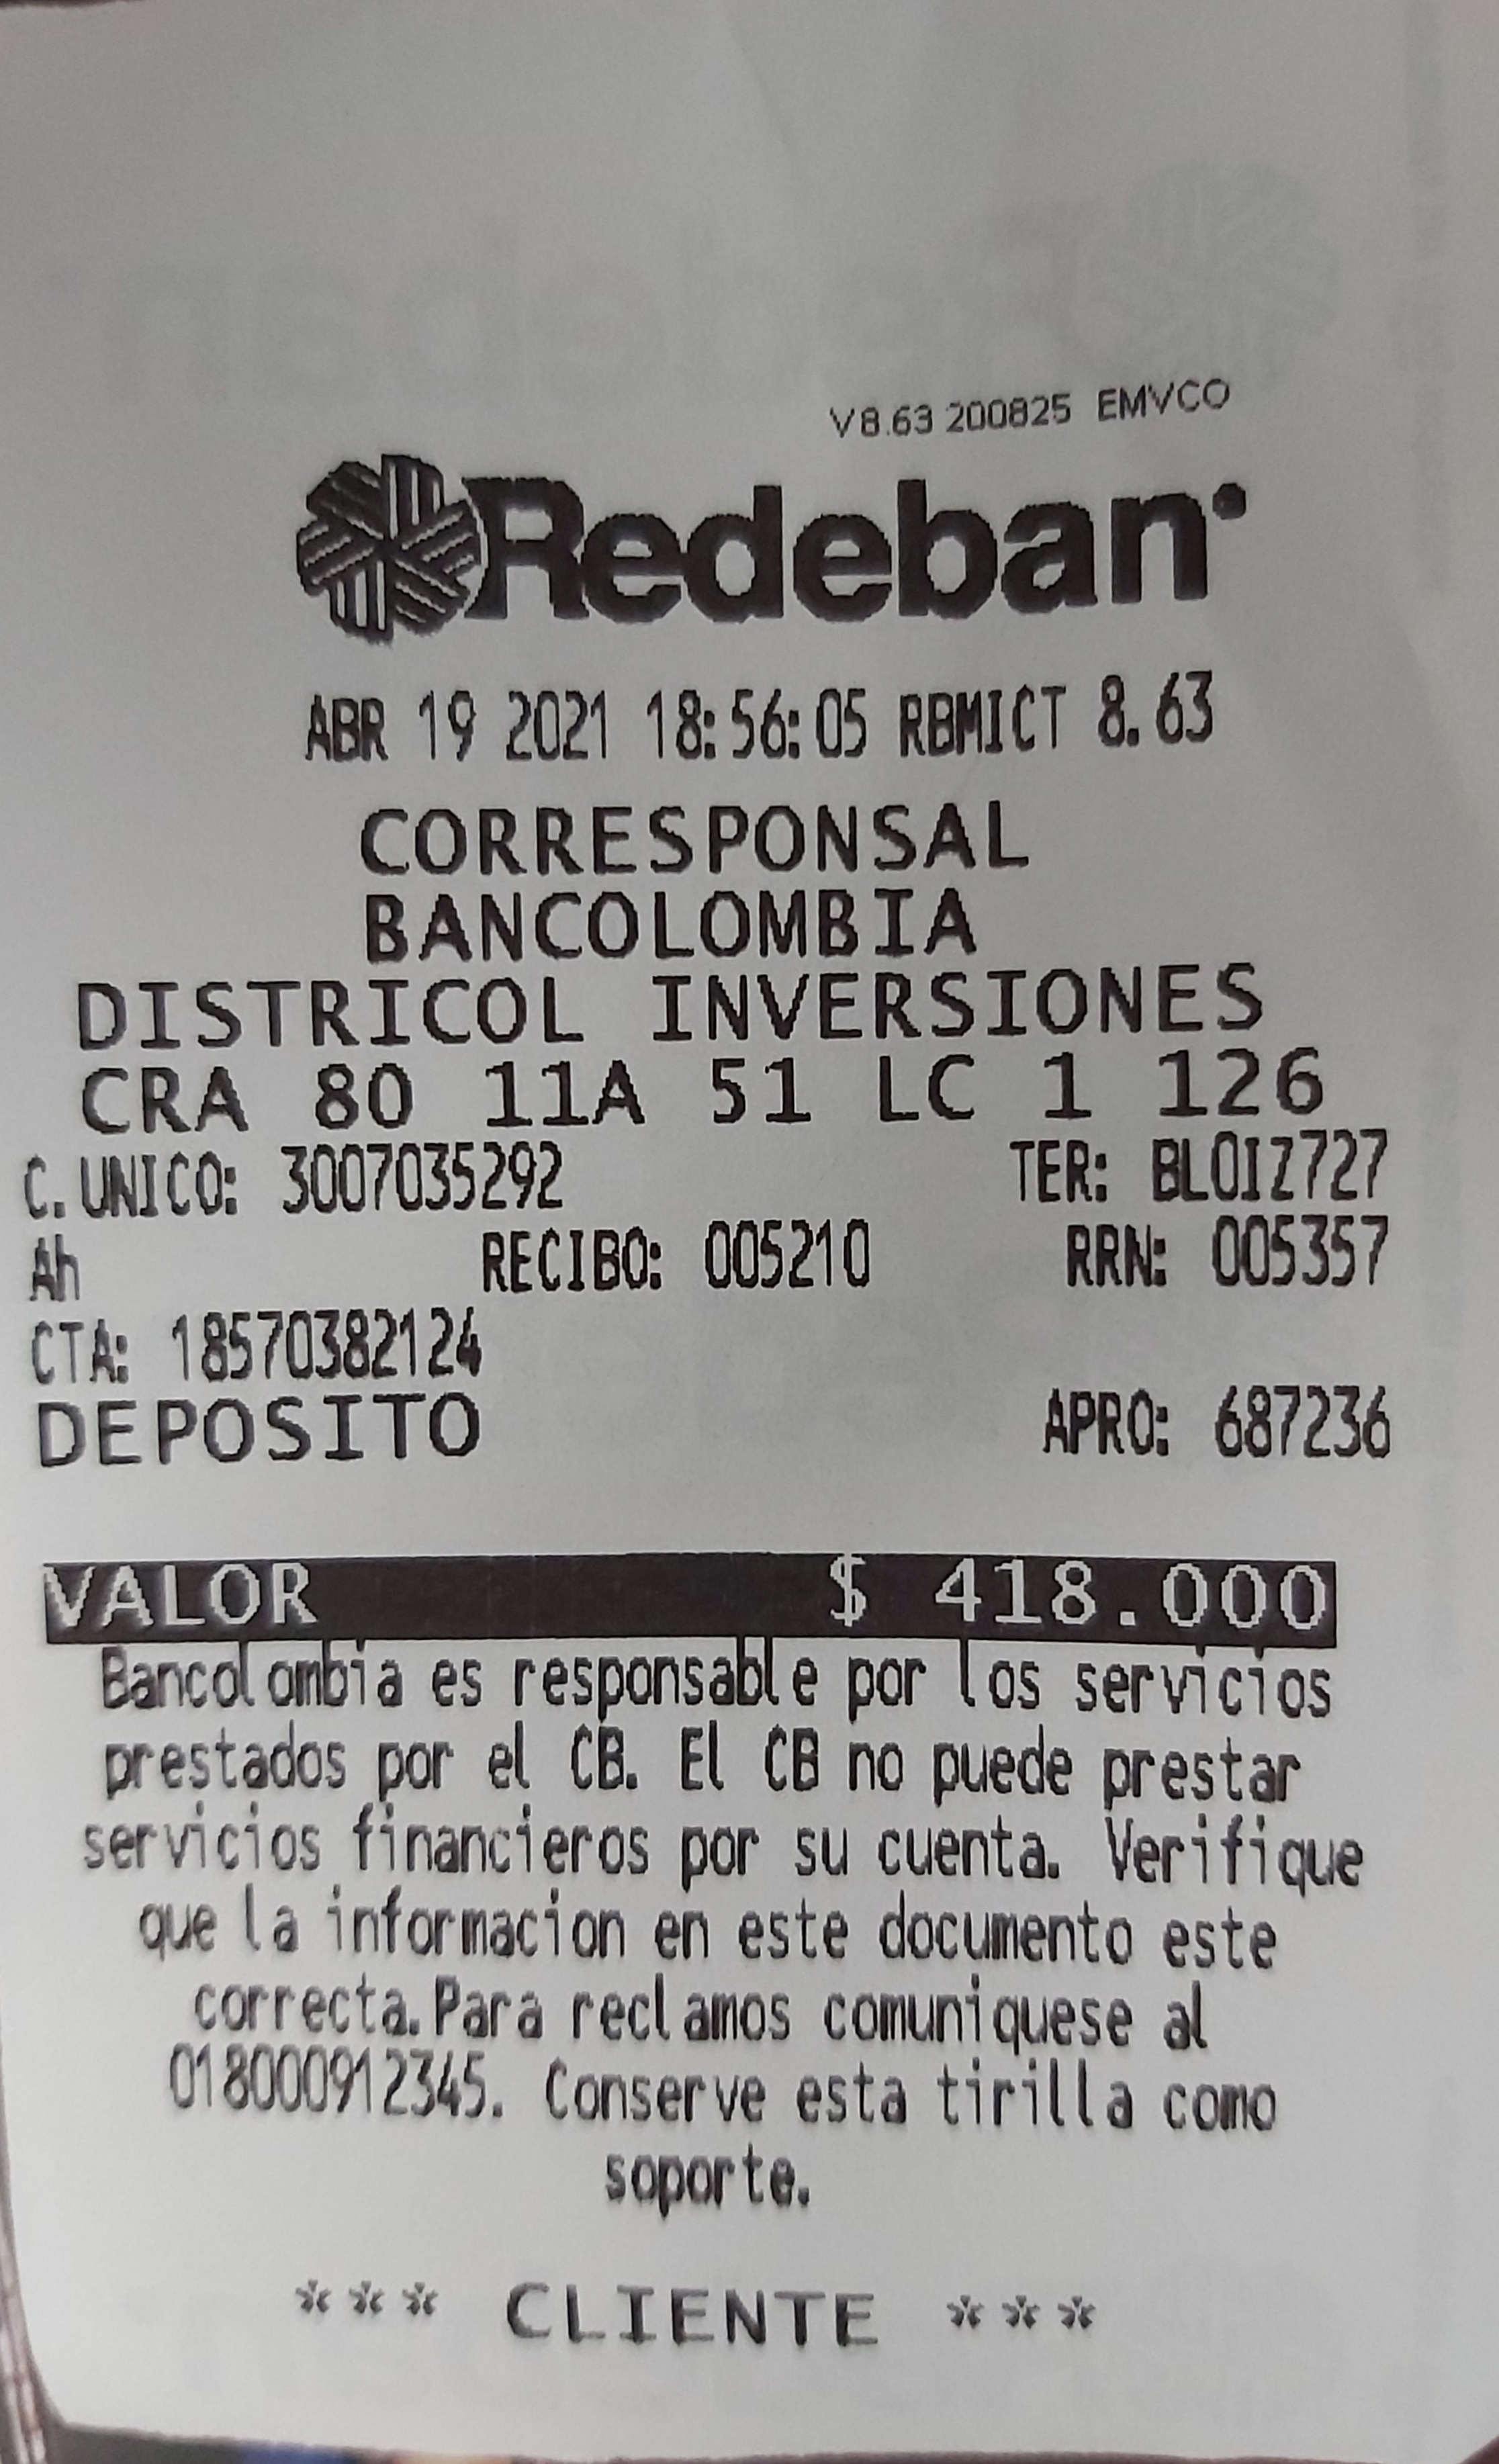 V8.63 200825 EMVCO
Redeban
ABR 19 2021 18:56:05 RBMICT 8.63
CORRESPONSAL
BANCOLOMBIA
DISTRICOL INVERSIONES
CRA 80 11A 51 LC 1 126
C.UNICO: 3007035292 TER: BLOIZ727
Ah RECIBO: 005210 RRN: 005357
CTA: 18570382124
DEPOSITO APRO: 687236
VALOR $ 418.000
Bancolombia es responsable por los servicios
prestados por el CB. El CB no puede prestar
servicios financieros por su cuenta. Verifique
que la informacion en este documento este
correcta.Para reclamos comuniquese al
018000912345. Conserve esta tirilla como
soporte.
*** CLIENTE ***